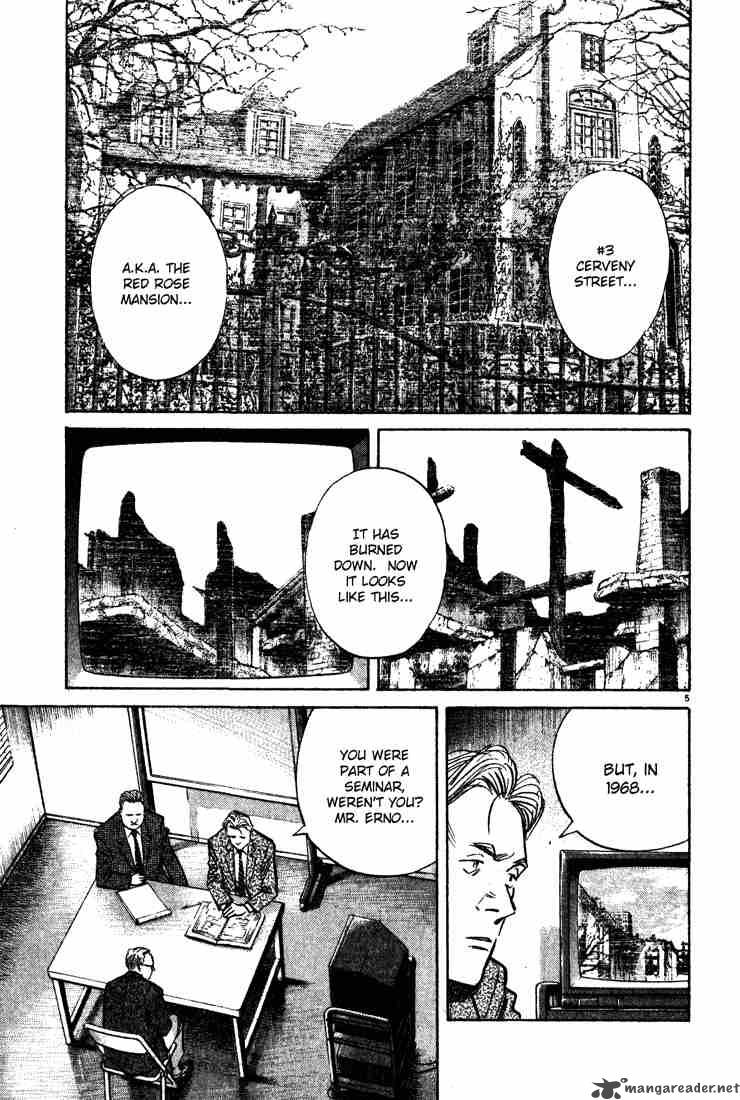 #3
CERVENY
STREET...
A.K.A. THE
RED ROSE
MANSION...
IT HAS
BURNED
DOWN. NOW
IT LOOKS
LIKE THIS...
5
BUT, IN
1968...
YOU WERE
PART OF A
SEMINAR,
WEREN'T YOU?
MR. ERNO...
mangareader.net